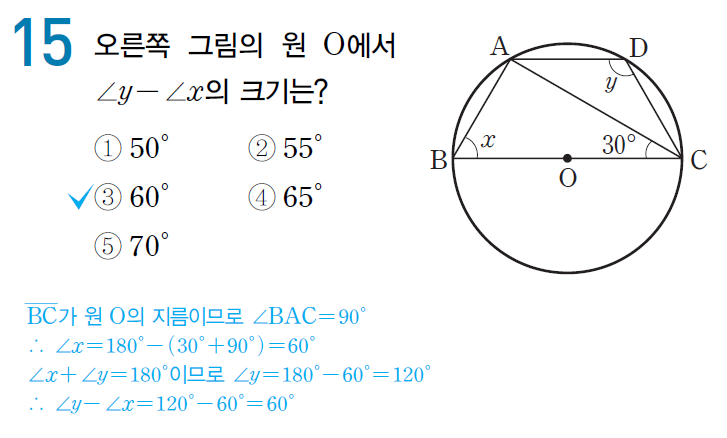 15 오른쪽 그림의 원 O에서
∠y-∠x의 크기는?
① 50° ② 55°
③ 60° ④ 65°
⑤ 70°
A D
y
B x 30° C
O
BC가 원 O의 지름이므로 ∠BAC=90°
∴ ∠x=180°-(30°+90°)=60°
∠x+∠y=180°이므로 ∠y=180°-60°=120°
∴ ∠y-∠x=120°-60°=60°